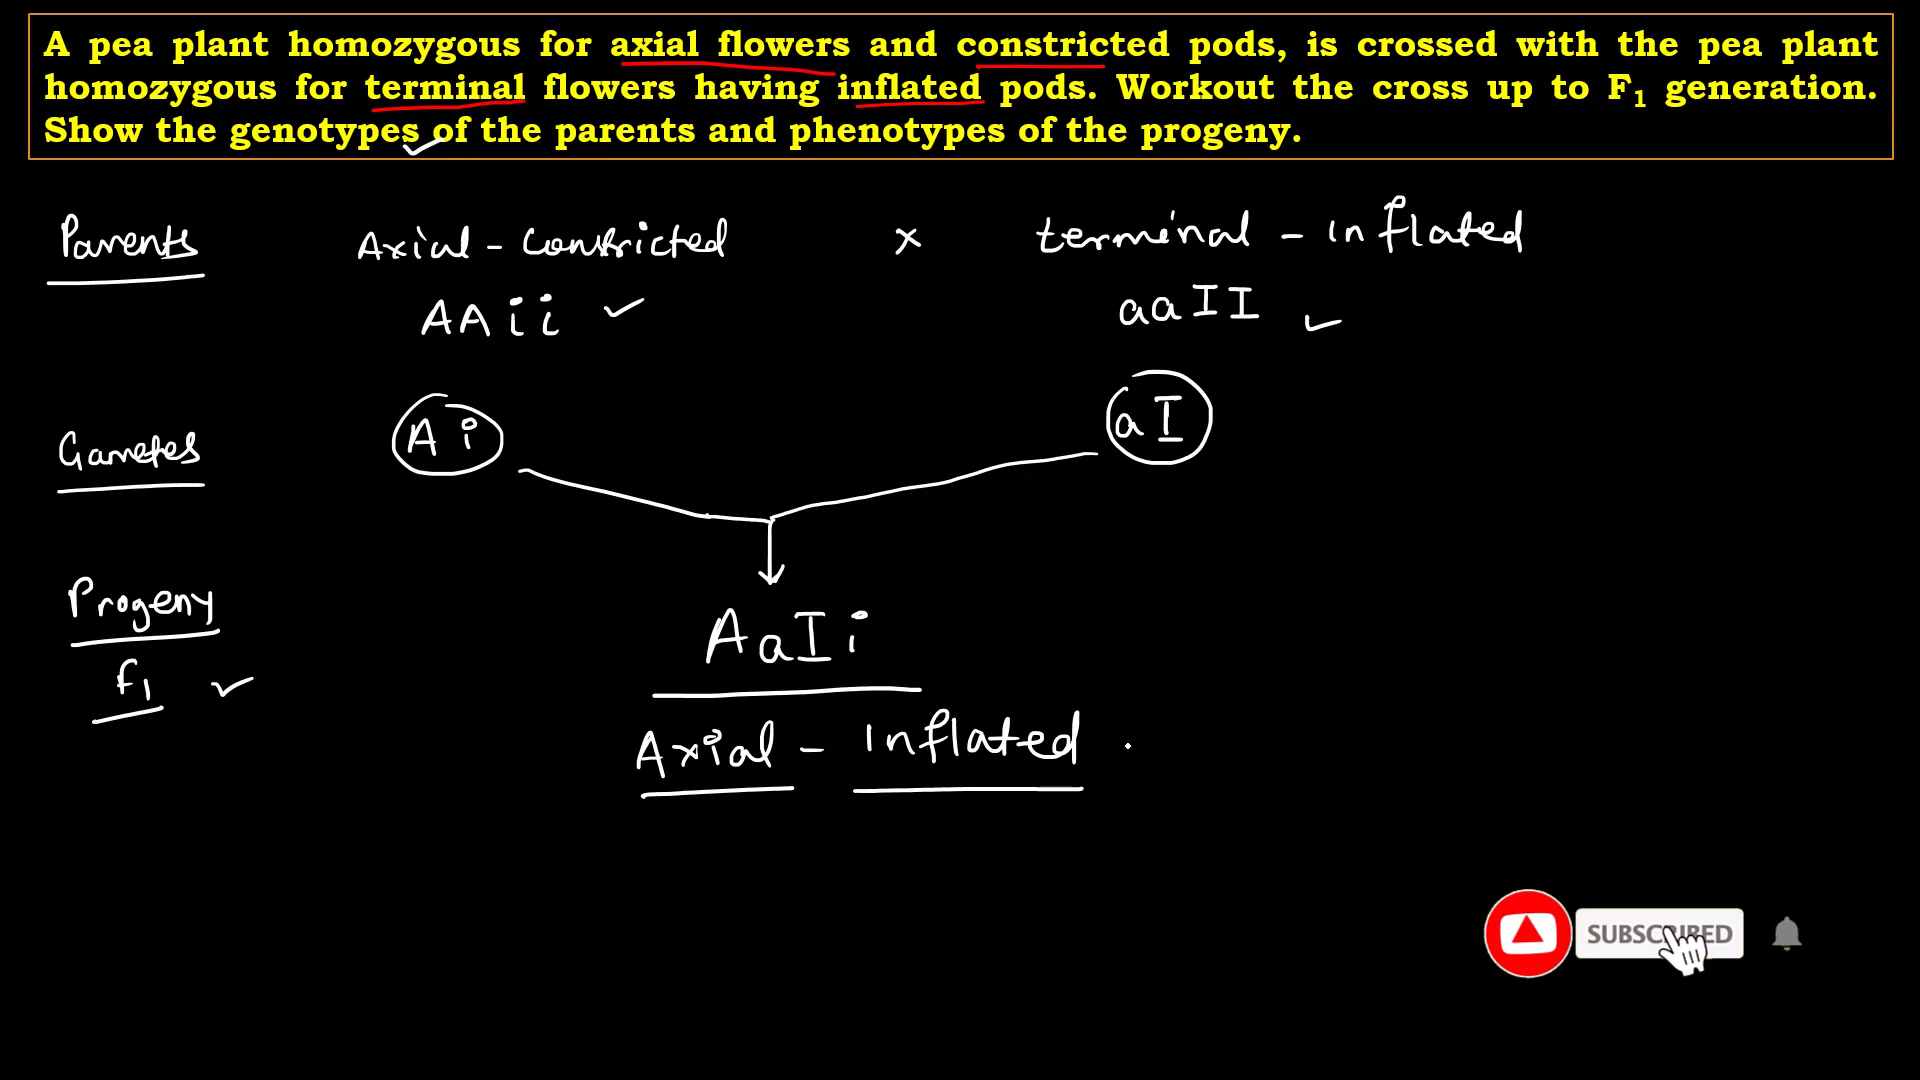 A pea plant homozygous for axial flowers and constricted pods, is crossed with the pea plant
homozygous for terminal flowers having inflated pods. Workout the cross up to F₁ generation.
Show the genotypes of the parents and phenotypes of the progeny.
Parents Axial - Constricted × terminal - inflated
AAii aaII
Gametes Ai aI
Progeny
F₁ AaIi
Axial - inflated.
SUBSCRIBED